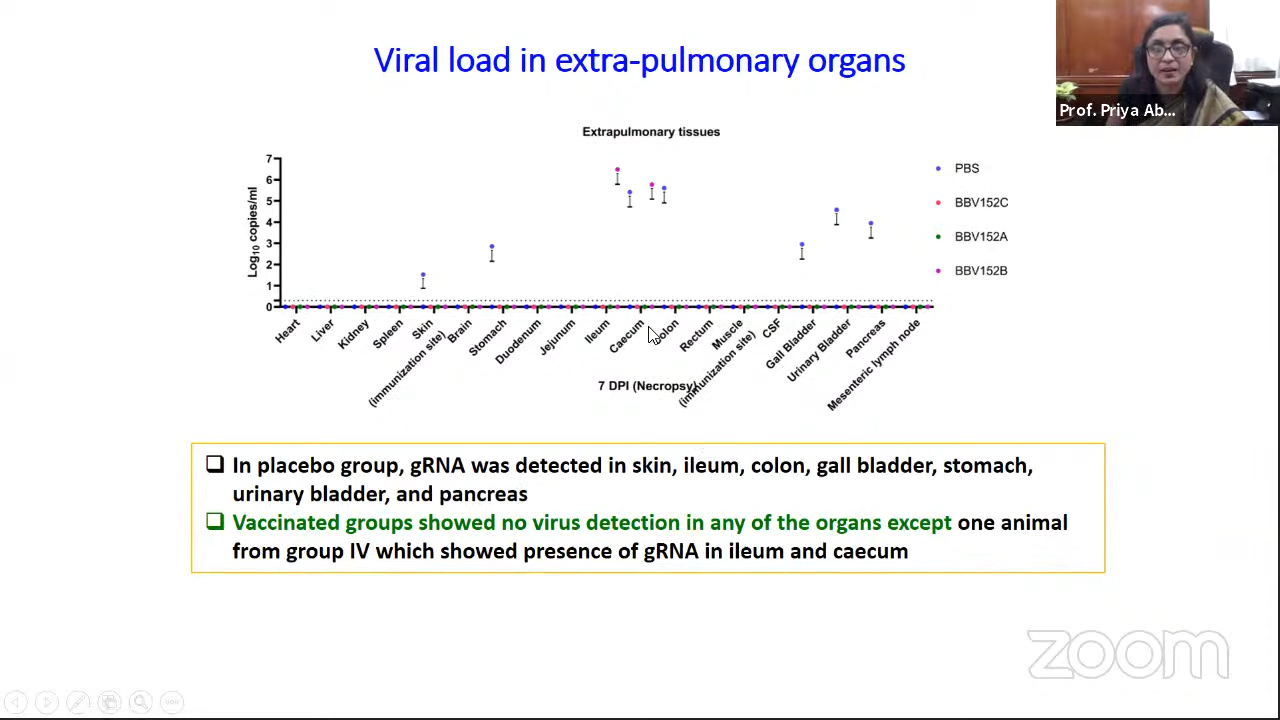 Viral load in extra-pulmonary organs
Prof. Priya Ab...
Extrapulmonary tissues
Log10 copies/ml
7
6
5
4
3
2
1
0
PBS
BBV152C
BBV152A
BBV152B
Heart
Liver
Kidney
Spleen
Skin
(immunization site)
Brain
Stomach
Duodenum
Jejunum
Ileum
Caecum
Colon
Rectum
Muscle
(immunization site)
CSF
Gall Bladder
Urinary Bladder
Pancreas
Mesenteric lymph node
7 DPI (Necropsy)
❑ In placebo group, gRNA was detected in skin, ileum, colon, gall bladder, stomach,
urinary bladder, and pancreas
❑ Vaccinated groups showed no virus detection in any of the organs except one animal
from group IV which showed presence of gRNA in ileum and caecum
zoom